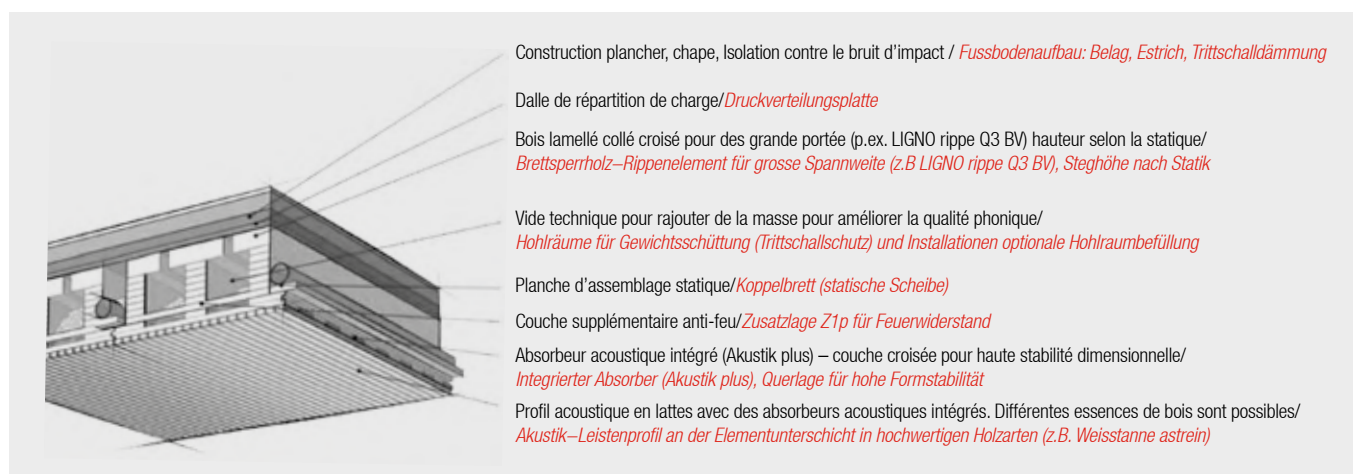 Construction plancher, chape, Isolation contre le bruit d’impact / Fussbodenaufbau: Belag, Estrich, Trittschalldämmung
Dalle de répartition de charge/Druckverteilungsplatte
Bois lamellé collé croisé pour des grande portée (p.ex. LIGNO rippe Q3 BV) hauteur selon la statique/
Brettsperrholz–Rippenelement für grosse Spannweite (z.B LIGNO rippe Q3 BV), Steghöhe nach Statik
Vide technique pour rajouter de la masse pour améliorer la qualité phonique/
Hohlräume für Gewichtsschüttung (Trittschallschutz) und Installationen optionale Hohlraumbefüllung
Planche d’assemblage statique/Koppelbrett (statische Scheibe)
Couche supplémentaire anti-feu/Zusatzlage Z1p für Feuerwiderstand
Absorbeur acoustique intégré (Akustik plus) – couche croisée pour haute stabilité dimensionnelle/
Integrierter Absorber (Akustik plus), Querlage für hohe Formstabilität
Profil acoustique en lattes avec des absorbeurs acoustiques intégrés. Différentes essences de bois sont possibles/
Akustik–Leistenprofil an der Elementunterschicht in hochwertigen Holzarten (z.B. Weisstanne astrein)